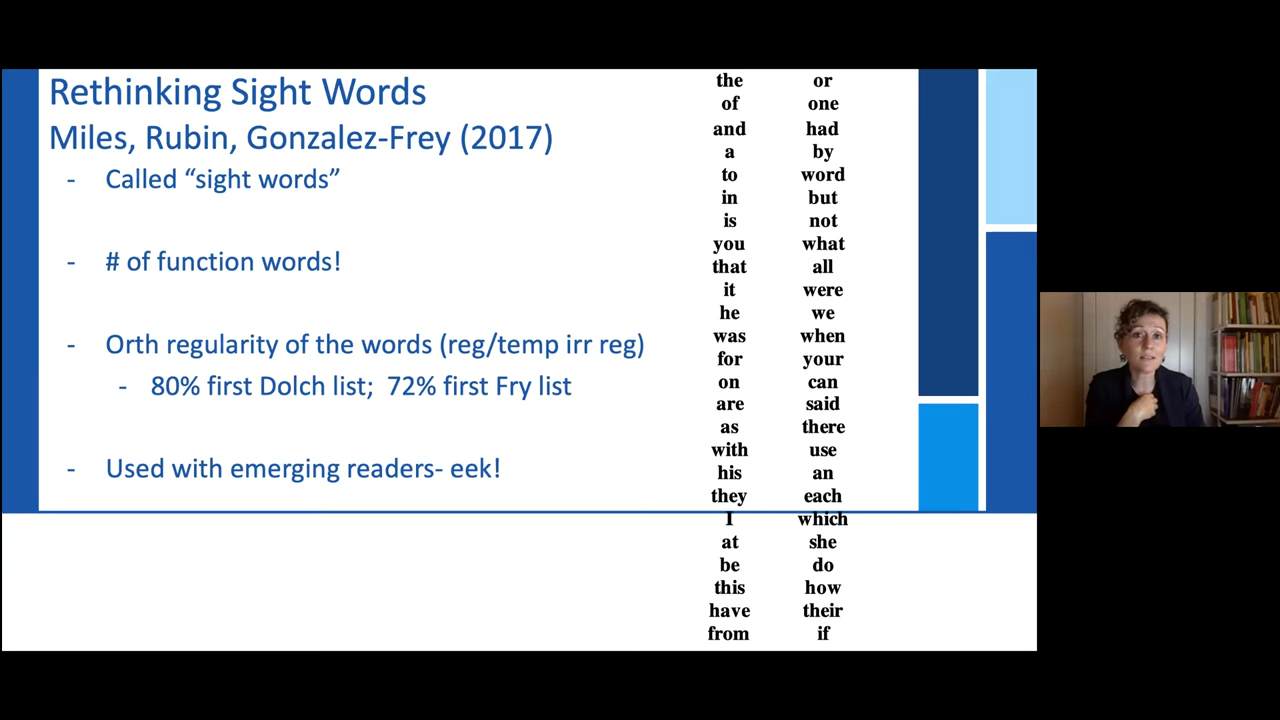 Rethinking Sight Words
Miles, Rubin, Gonzalez-Frey (2017)
- Called “sight words”
- # of function words!
- Orth regularity of the words (reg/temp irr reg)
- 80% first Dolch list; 72% first Fry list
- Used with emerging readers- eek!
the
of
and
a
to
in
is
you
that
it
he
was
for
on
are
as
with
his
they
I
at
be
this
have
from
or
one
had
by
word
but
not
what
all
were
we
when
your
can
said
there
use
an
each
which
she
do
how
their
if